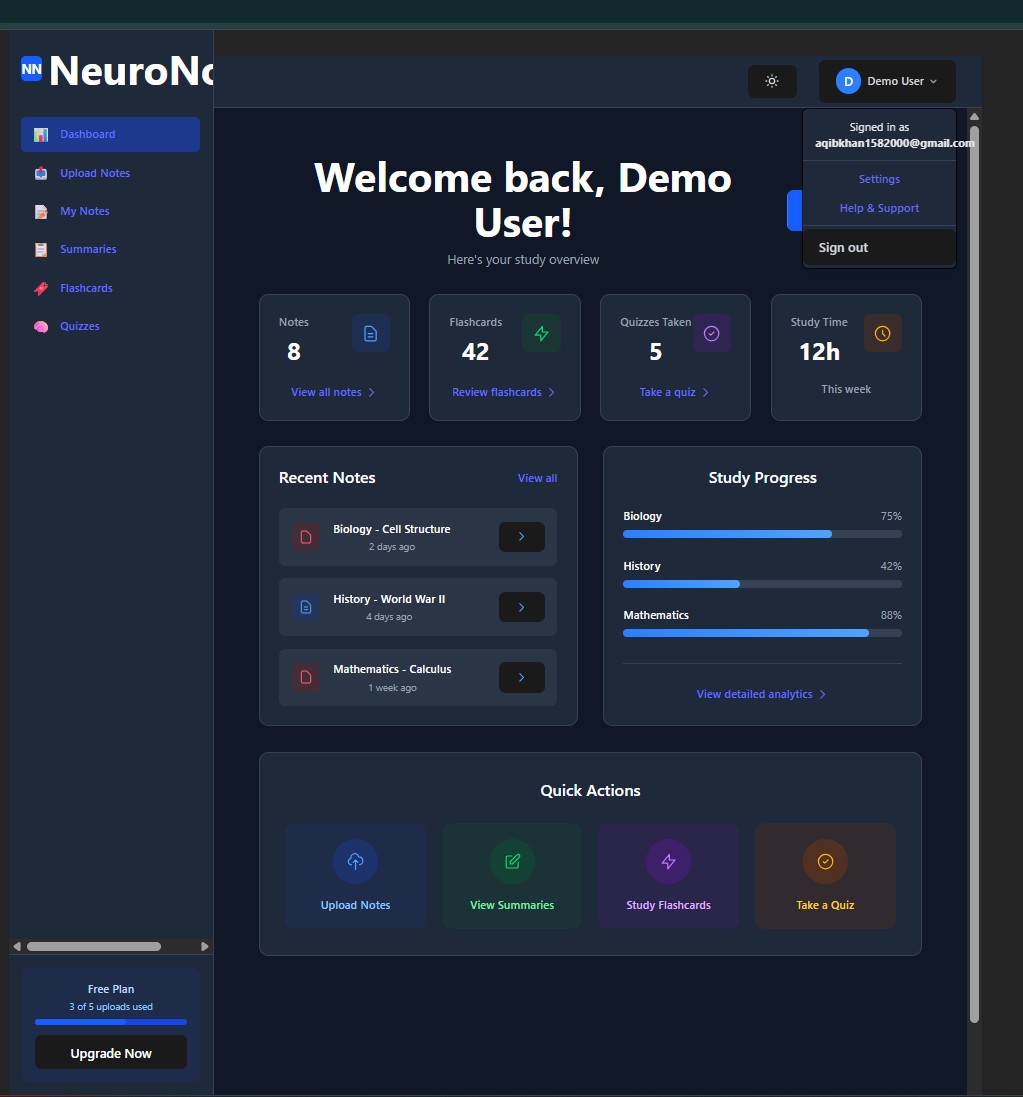 NN NeuroNo
Dashboard
Upload Notes
My Notes
Summaries
Flashcards
Quizzes
Free Plan
3 of 5 uploads used
Upgrade Now
D Demo User
Signed in as
aqibkhan1582000@gmail.com
Settings
Help & Support
Sign out
Welcome back, Demo
User!
Here's your study overview
Notes
8
View all notes
Flashcards
42
Review flashcards
Quizzes Taken
5
Take a quiz
Study Time
12h
This week
Recent Notes
View all
Biology - Cell Structure
2 days ago
History - World War II
4 days ago
Mathematics - Calculus
1 week ago
Study Progress
Biology 75%
History 42%
Mathematics 88%
View detailed analytics
Quick Actions
Upload Notes
View Summaries
Study Flashcards
Take a Quiz